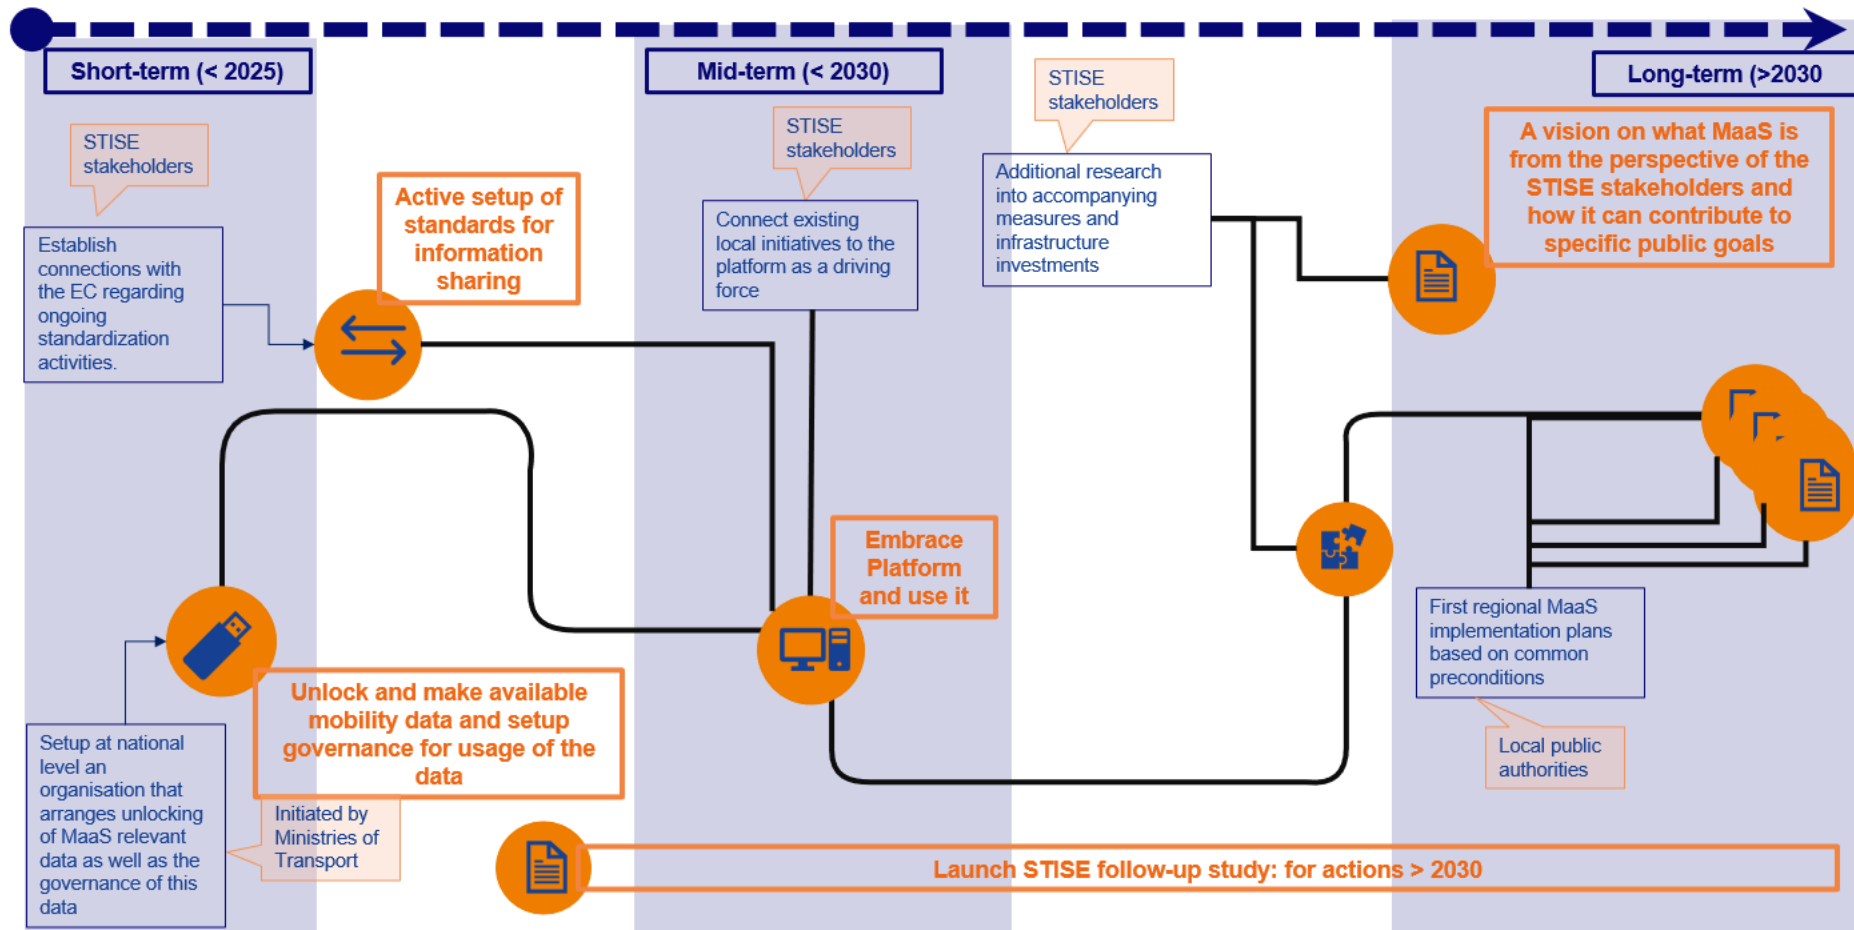 Short-term (< 2025)
Mid-term (< 2030)
Long-term (>2030
STISE
stakeholders
Establish
connections with
the EC regarding
ongoing
standardization
activities.
Active setup of
standards for
information
sharing
STISE
stakeholders
Connect existing
local initiatives to the
platform as a driving
force
STISE
stakeholders
Additional research
into accompanying
measures and
infrastructure
investments
A vision on what MaaS is
from the perspective of the
STISE stakeholders and
how it can contribute to
specific public goals
Embrace
Platform
and use it
First regional MaaS
implementation plans
based on common
preconditions
Local public
authorities
Unlock and make available
mobility data and setup
governance for usage of the
data
Setup at national
level an
organisation that
arranges unlocking
of MaaS relevant
data as well as the
governance of this
data
Initiated by
Ministries of
Transport
Launch STISE follow-up study: for actions > 2030